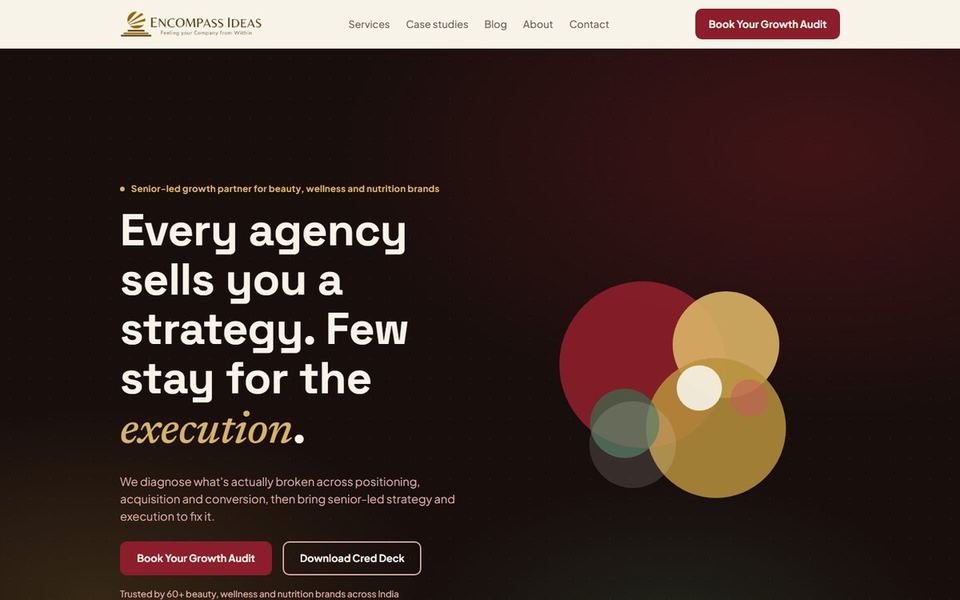 ENCOMPASS IDEAS
Feeling your Company from Within
Services
Case studies
Blog
About
Contact
Book Your Growth Audit
Senior-led growth partner for beauty, wellness and nutrition brands
Every agency
sells you a
strategy. Few
stay for the
execution.
We diagnose what's actually broken across positioning,
acquisition and conversion, then bring senior-led strategy and
execution to fix it.
Book Your Growth Audit
Download Cred Deck
Trusted by 60+ beauty, wellness and nutrition brands across India